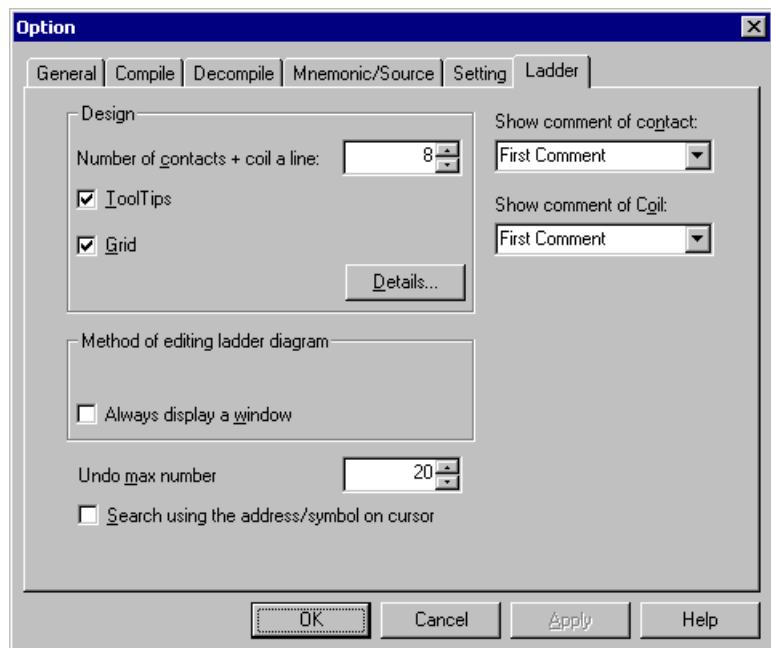 Option
General Compile Decompile Mnemonic/Source Setting Ladder
Design
Number of contacts + coil a line: 8
ToolTips
Grid
Details...
Show comment of contact:
First Comment
Show comment of Coil:
First Comment
Method of editing ladder diagram
Always display a window
Undo max number 20
Search using the address/symbol on cursor
OK Cancel Apply Help